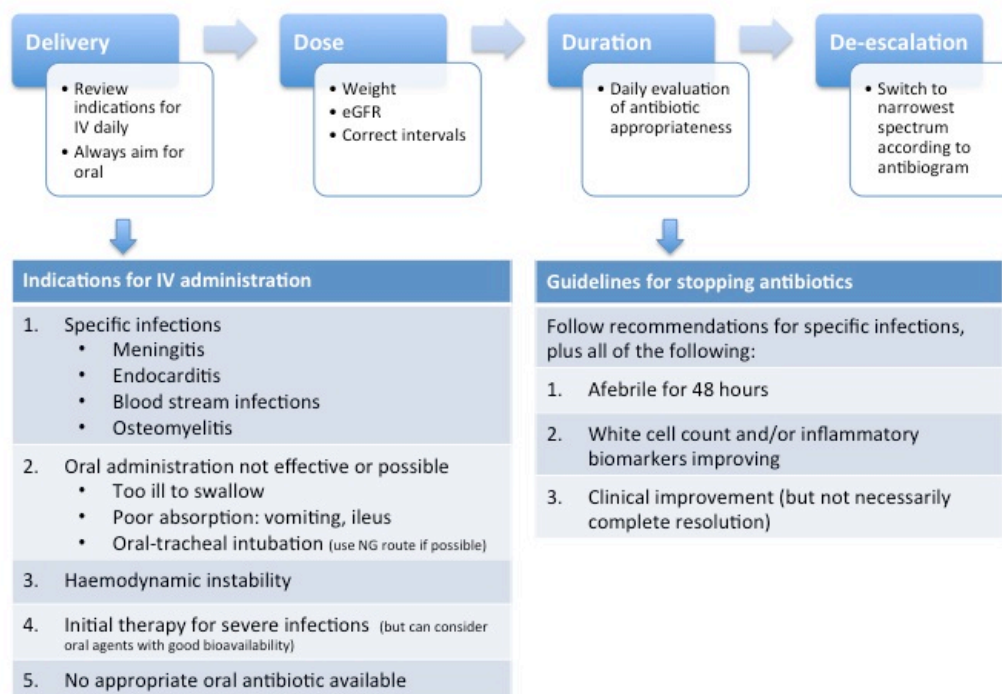 Delivery
• Review
indications for
IV daily
• Always aim for
oral
Dose
• Weight
• eGFR
• Correct intervals
Duration
• Daily evaluation
of antibiotic
appropriateness
De-escalation
• Switch to
narrowest
spectrum
according to
antibiogram
Indications for IV administration
1. Specific infections
• Meningitis
• Endocarditis
• Blood stream infections
• Osteomyelitis
2. Oral administration not effective or possible
• Too ill to swallow
• Poor absorption: vomiting, ileus
• Oral-tracheal intubation (use NG route if possible)
3. Haemodynamic instability
4. Initial therapy for severe infections (but can consider
oral agents with good bioavailability)
5. No appropriate oral antibiotic available
Guidelines for stopping antibiotics
Follow recommendations for specific infections,
plus all of the following:
1. Afebrile for 48 hours
2. White cell count and/or inflammatory
biomarkers improving
3. Clinical improvement (but not necessarily
complete resolution)